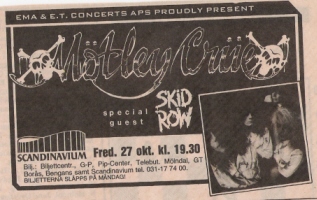 EMA & E.T. CONCERTS APS PROUDLY PRESENT
Mötley Crüe
special guest
SKID ROW
SCANDINAVIUM
Fred. 27 okt. kl. 19.30
Bilj.: Biljettcentr., G-P, Pip-Center, Telebut. Mölndal, GT
Borås, Bengans samt Scandinavium tel. 031-17 74 00.
BILJETTERNA SLÄPPS PÅ MÅNDAG!